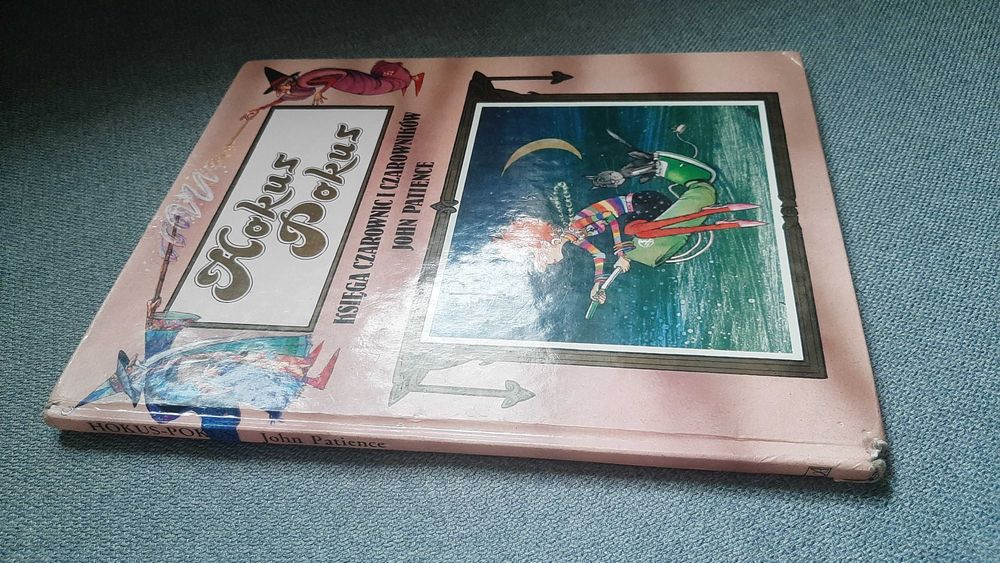 Hokus
Pokus
KSIĘGA CZAROWNIC I CZAROWNIKÓW
JOHN PATIENCE
HOKUS-POK
John Patience